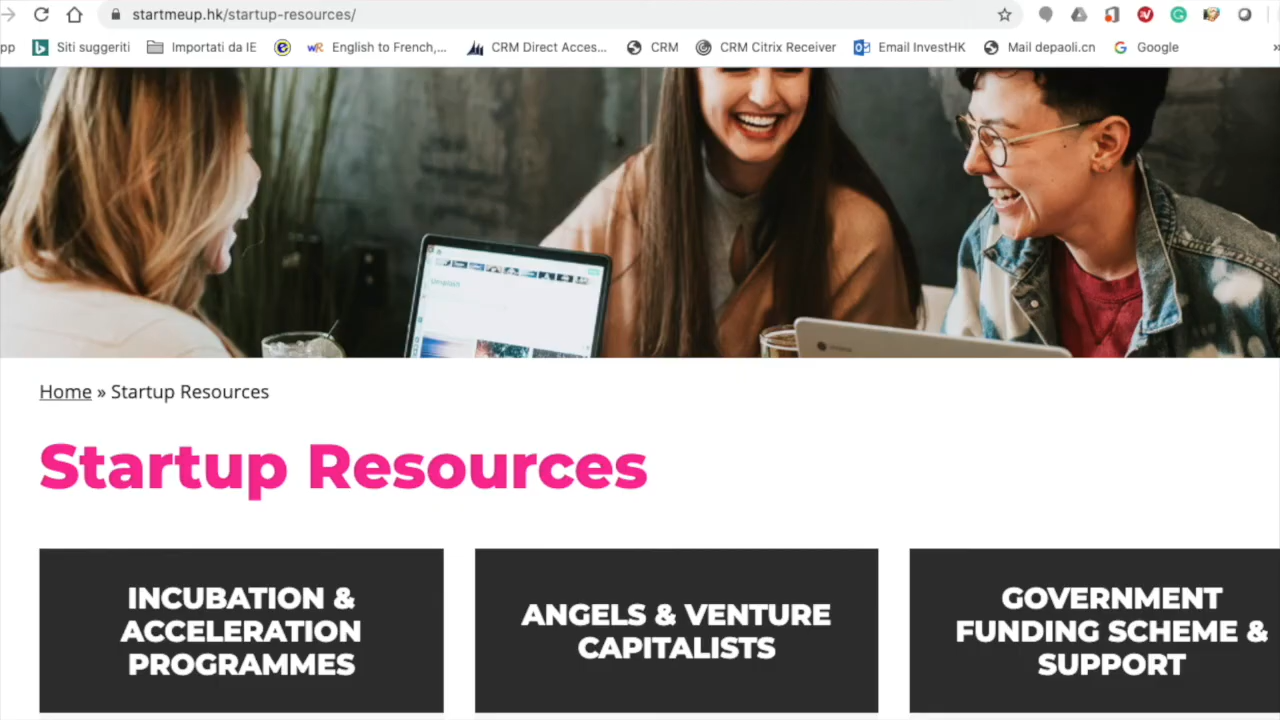 startmeup.hk/startup-resources/
pp Siti suggeriti Importati da IE English to French,... CRM Direct Acces... CRM CRM Citrix Receiver Email InvestHK Mail depaoli.cn Google »
Home » Startup Resources
Startup Resources
INCUBATION &
ACCELERATION
PROGRAMMES
ANGELS & VENTURE
CAPITALISTS
GOVERNMENT
FUNDING SCHEME &
SUPPORT